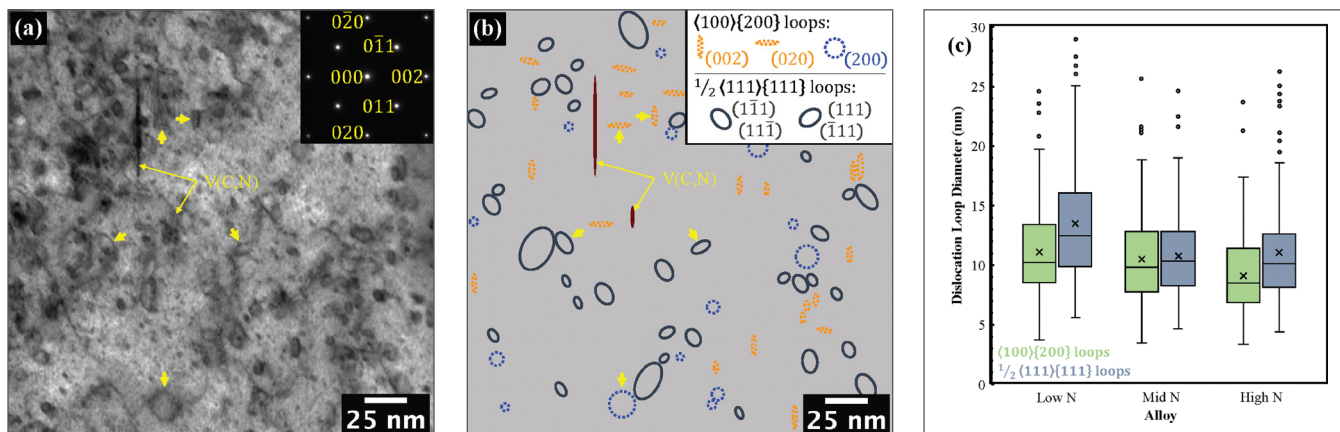 (a)
02̄0
01̄1
000
002
011
020
V(C,N)
25 nm
(b)
⟨100⟩{200} loops:
(002)
(020)
(200)
1/2 ⟨111⟩{111} loops:
(11̄1)
(111)
(111̄)
(1̄11)
V(C,N)
25 nm
(c)
Dislocation Loop Diameter (nm)
30
25
20
15
10
5
0
⟨100⟩{200} loops
1/2 ⟨111⟩{111} loops
Low N
Mid N
High N
Alloy